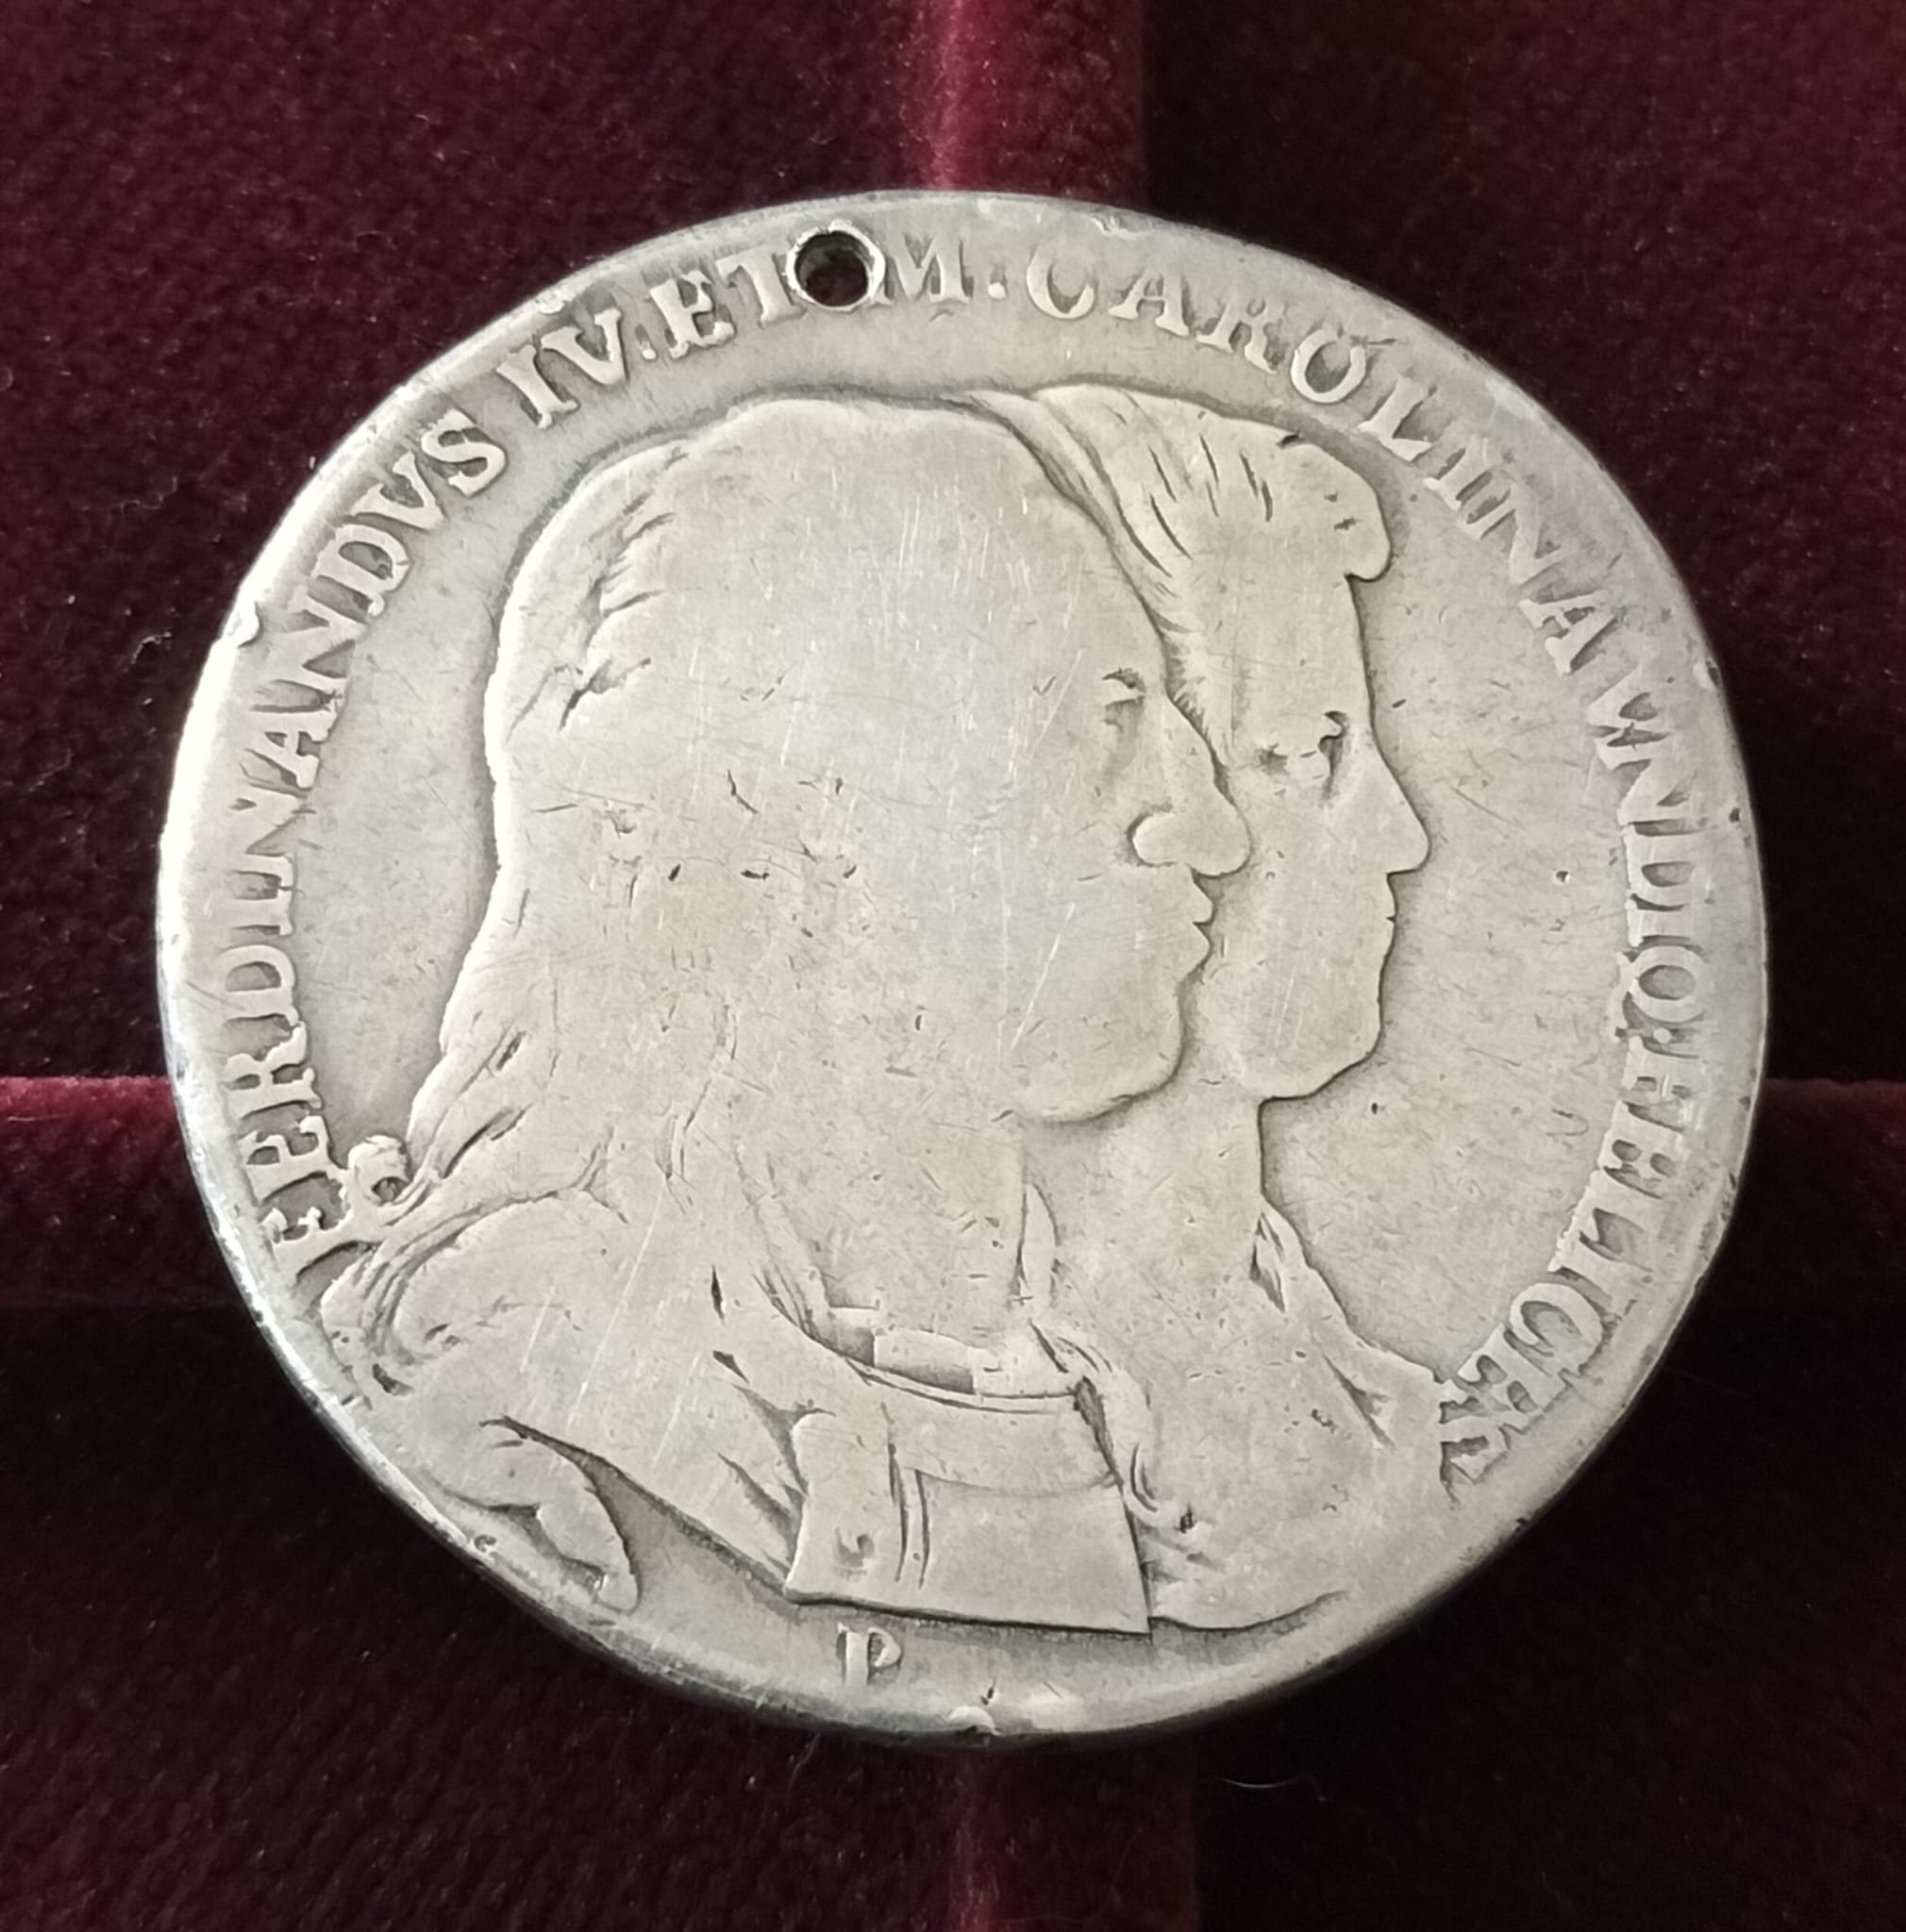 FERDINANDVS IV. ET M. CAROLINA VNDIQ. FELICES
P